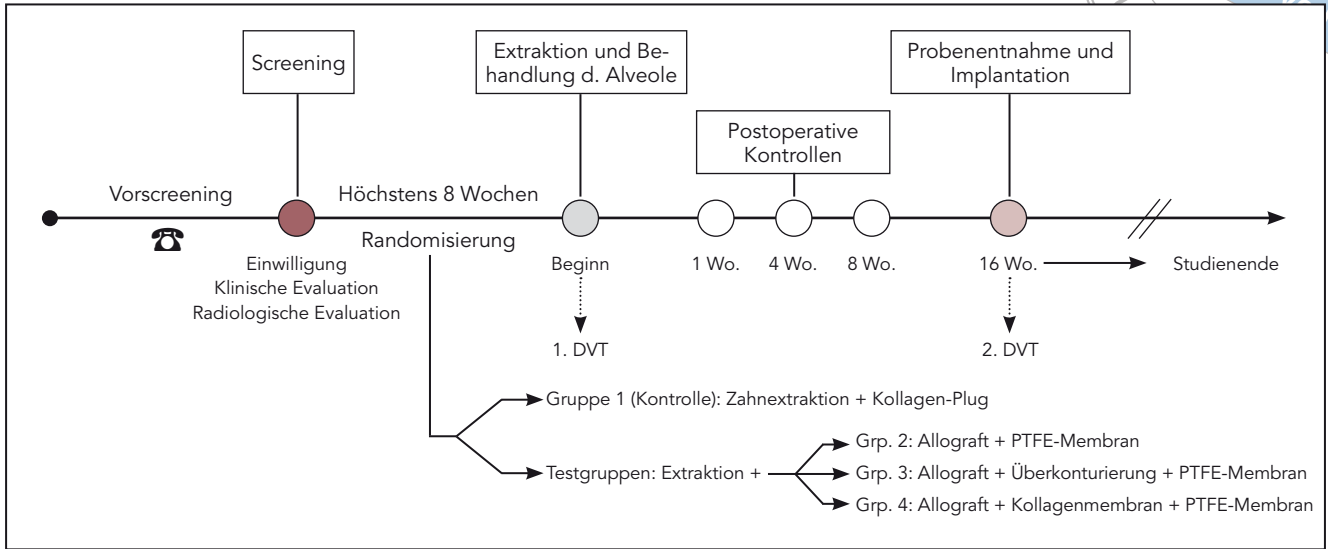 Screening
Extraktion und Be-
handlung d. Alveole
Probenentnahme und
Implantation
Postoperative
Kontrollen
Vorscreening
Höchstens 8 Wochen
Randomisierung
Einwilligung
Klinische Evaluation
Radiologische Evaluation
Beginn
1 Wo.
4 Wo.
8 Wo.
16 Wo.
Studienende
1. DVT
2. DVT
Gruppe 1 (Kontrolle): Zahnextraktion + Kollagen-Plug
Testgruppen: Extraktion +
Grp. 2: Allograft + PTFE-Membran
Grp. 3: Allograft + Überkonturierung + PTFE-Membran
Grp. 4: Allograft + Kollagenmembran + PTFE-Membran